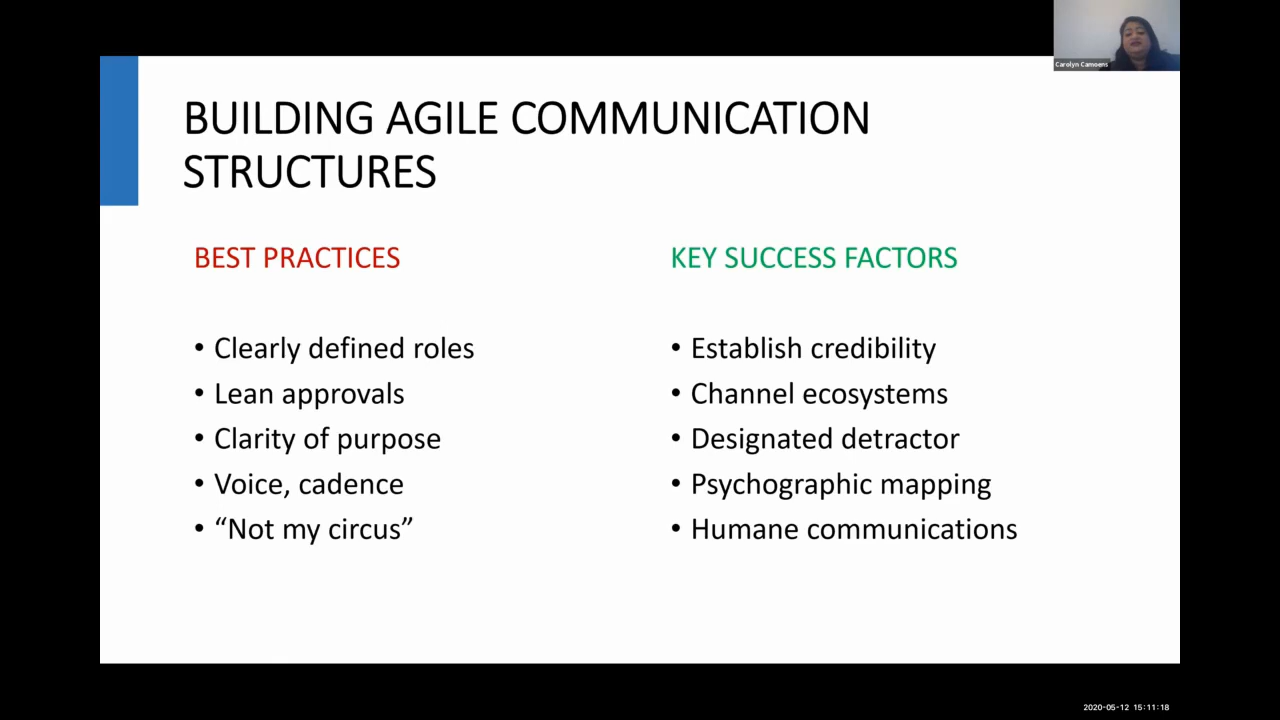 Carolyn Camoens
BUILDING AGILE COMMUNICATION
STRUCTURES
BEST PRACTICES
• Clearly defined roles
• Lean approvals
• Clarity of purpose
• Voice, cadence
• “Not my circus”
KEY SUCCESS FACTORS
• Establish credibility
• Channel ecosystems
• Designated detractor
• Psychographic mapping
• Humane communications
2020-05-12 15:11:18